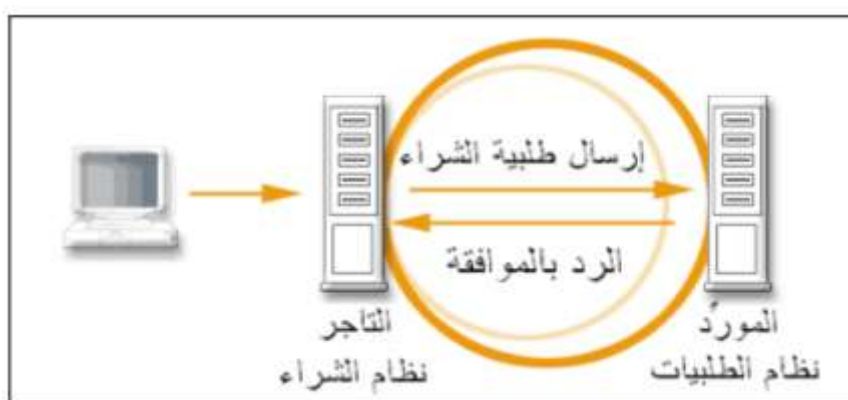 إرسال طلبية الشراء
الرد بالموافقة
المورّد
نظام الطلبيات
التاجر
نظام الشراء